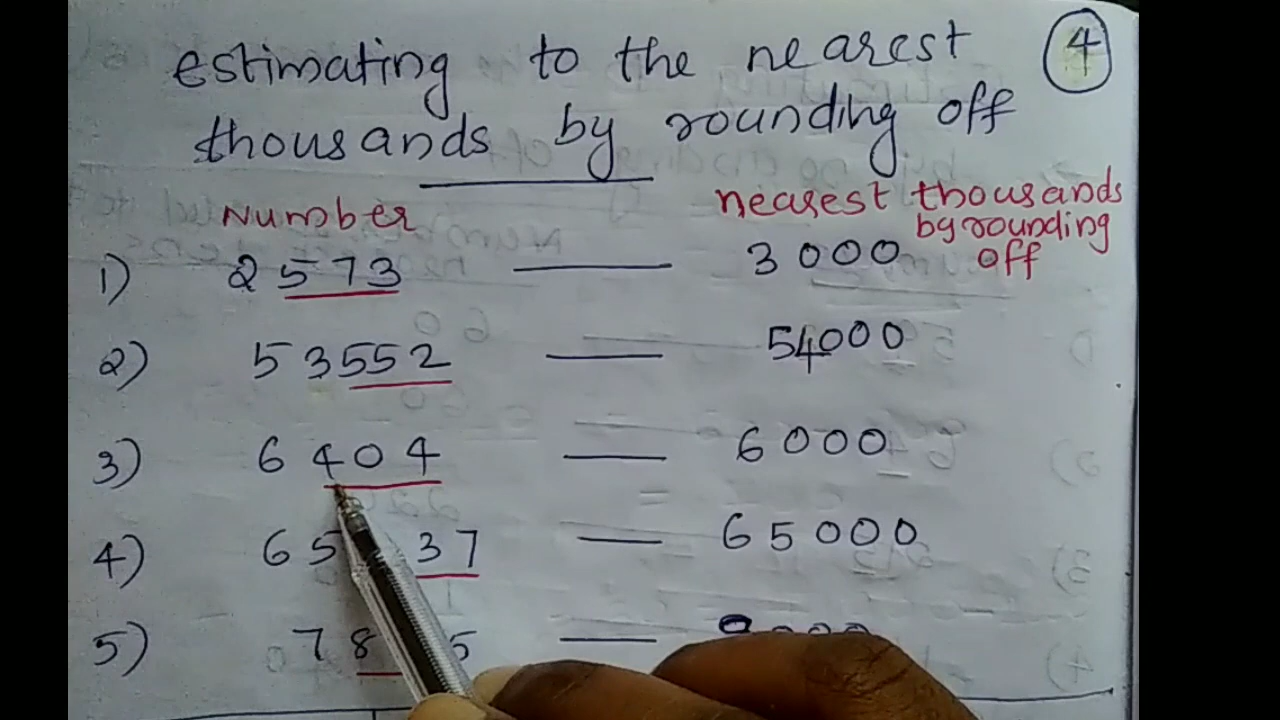 estimating to the nearest
thousands by rounding off
4
Number
nearest thousands
by rounding
off
1) 2573 3000
2) 53552 54000
3) 6404 6000
4) 65 37 65000
5) 78 5